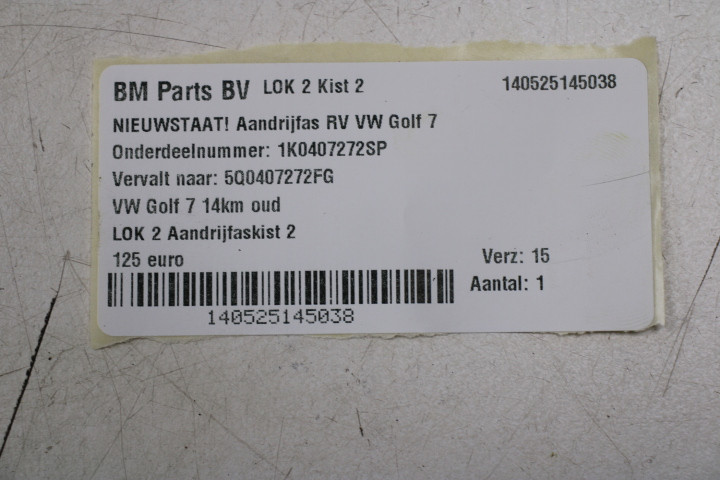 BM Parts BV LOK 2 Kist 2 140525145038
NIEUWSTAAT! Aandrijfas RV VW Golf 7
Onderdeelnummer: 1K0407272SP
Vervalt naar: 5Q0407272FG
VW Golf 7 14km oud
LOK 2 Aandrijfaskist 2
125 euro Verz: 15
Aantal: 1
140525145038